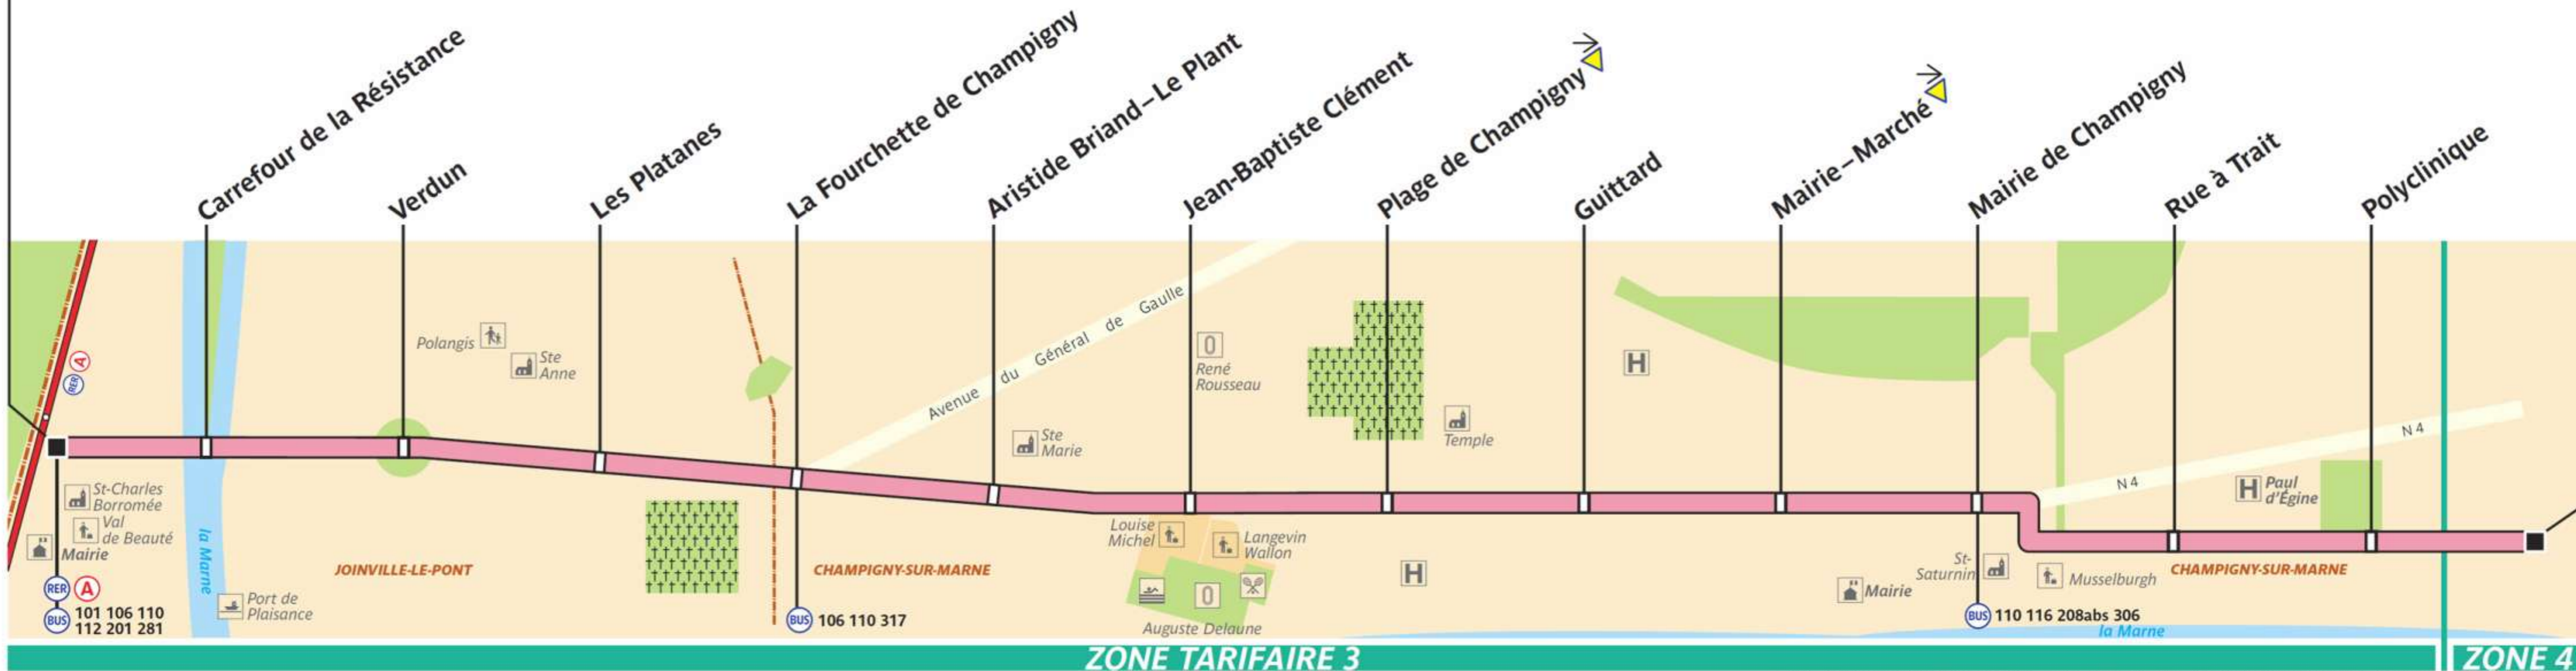 Carrefour de la Résistance
Verdun
Les Platanes
La Fourchette de Champigny
Aristide Briand–Le Plant
Jean-Baptiste Clément
Plage de Champigny
Guittard
Mairie–Marché
Mairie de Champigny
Rue à Trait
Polyclinique
RER A
Polangis
Ste
Anne
Avenue du Général de Gaulle
René
Rousseau
Ste
Marie
Temple
H
N4
N4
H Paul
d'Égine
St-Charles
Borromée
Val
de Beauté
Mairie
la Marne
JOINVILLE-LE-PONT
CHAMPIGNY-SUR-MARNE
Louise
Michel
Langevin
Wallon
H
St-
Saturnin
Mairie
Musselburgh
CHAMPIGNY-SUR-MARNE
RER A
BUS 101 106 110
112 201 281
Port de
Plaisance
BUS 106 110 317
Auguste Delaune
BUS 110 116 208abs 306
la Marne
ZONE TARIFAIRE 3
ZONE 4